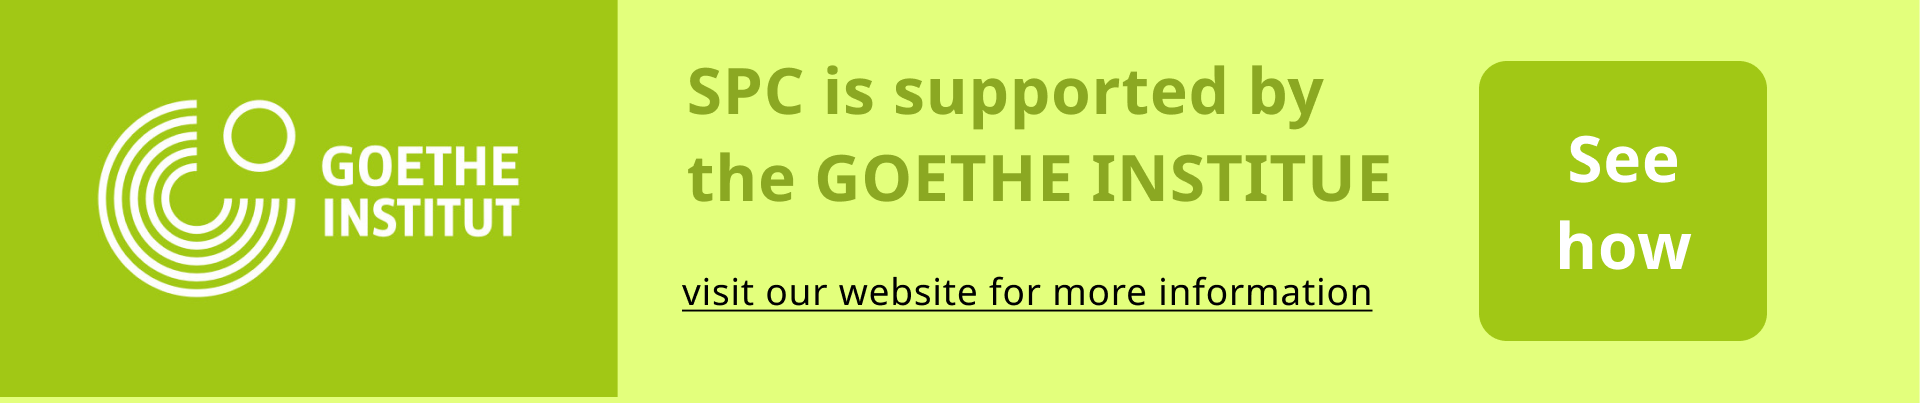 GOETHE
INSTITUT
SPC is supported by
the GOETHE INSTITUE
visit our website for more information
See
how